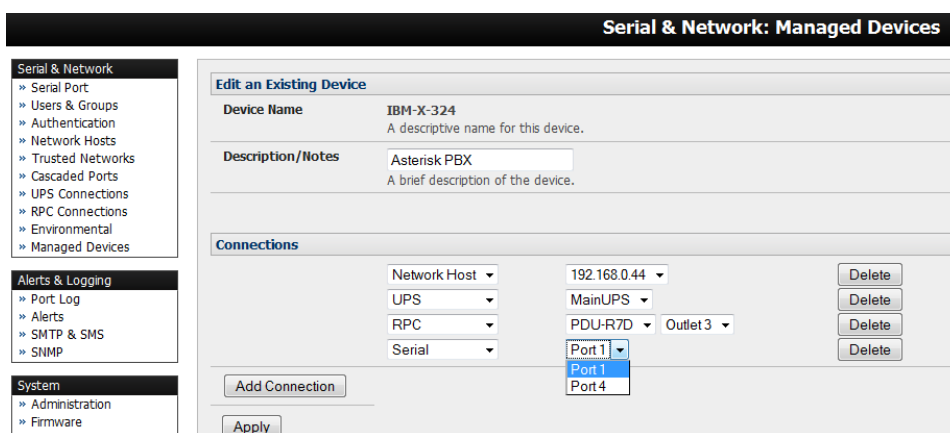 Serial & Network: Managed Devices
Serial & Network
» Serial Port
» Users & Groups
» Authentication
» Network Hosts
» Trusted Networks
» Cascaded Ports
» UPS Connections
» RPC Connections
» Environmental
» Managed Devices
Alerts & Logging
» Port Log
» Alerts
» SMTP & SMS
» SNMP
System
» Administration
» Firmware
Edit an Existing Device
Device Name IBM-X-324
A descriptive name for this device.
Description/Notes Asterisk PBX
A brief description of the device.
Connections
Network Host 192.168.0.44 Delete
UPS MainUPS Delete
RPC PDU-R7D Outlet 3 Delete
Serial Port 1 Delete
Port 1
Port 4
Add Connection
Apply